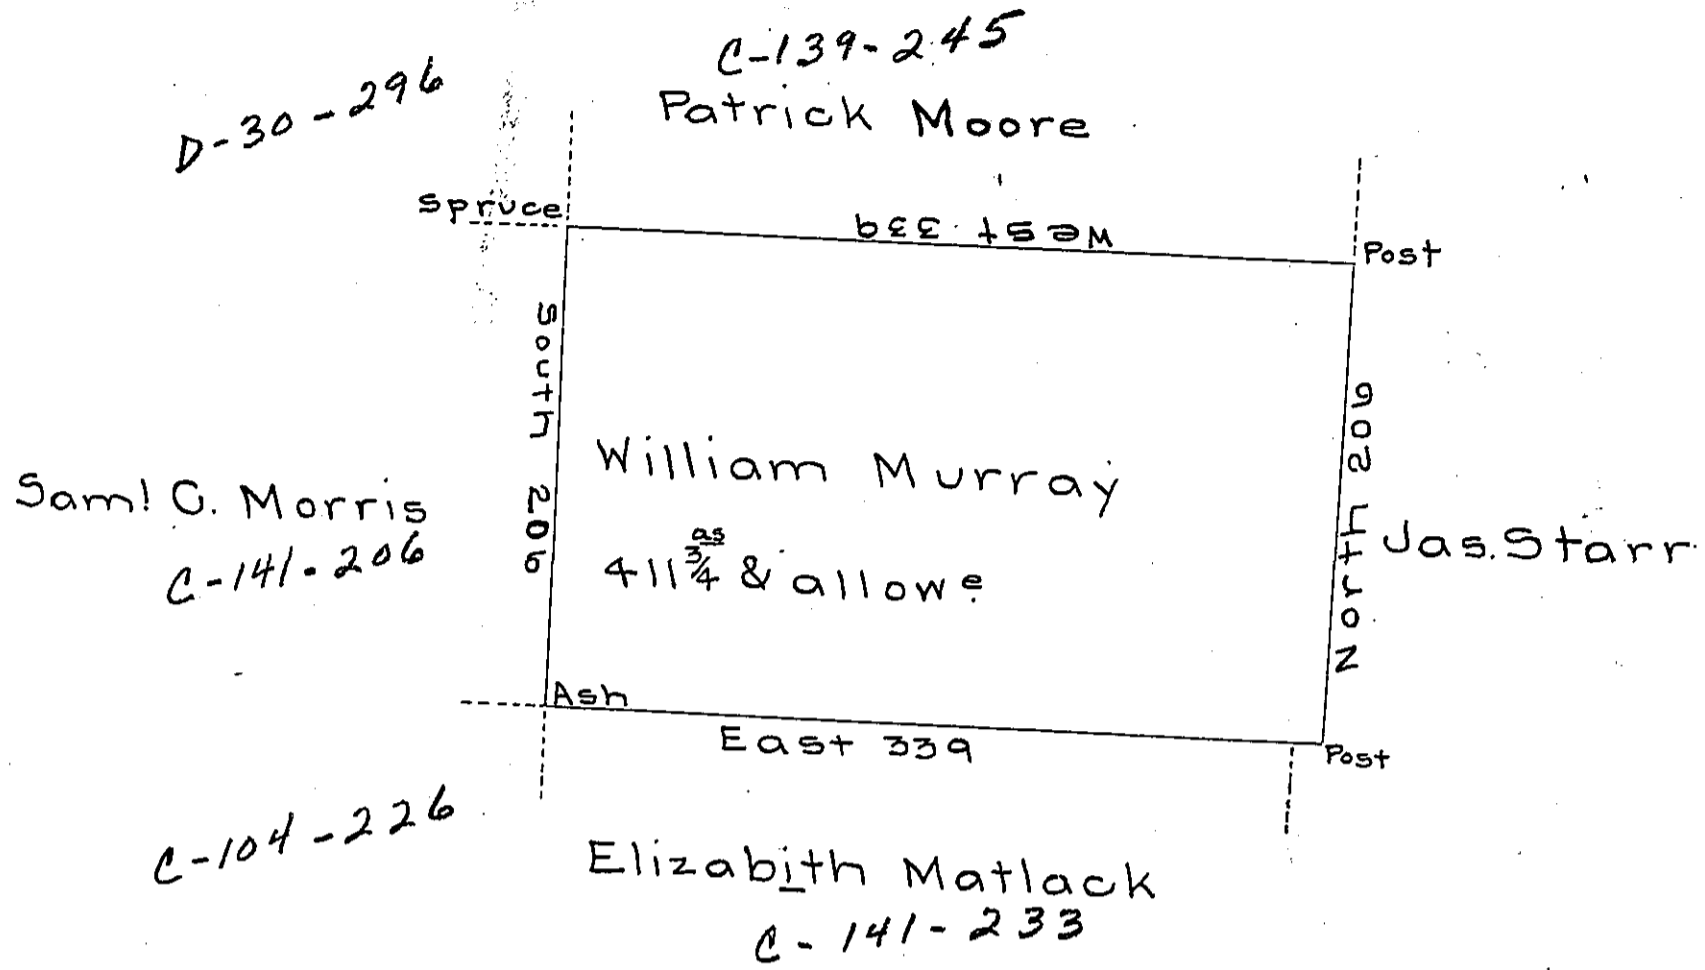 C-139-245
D-30-296
Patrick Moore
Spruce
West 339
Post
South 206
North 206
William Murray
Sam! C. Morris
C-141-206
411 3/4 as & allowe
Jas. Starr
Ash
East 339
Post
C-104-226
Elizabith Matlack
C-141-233